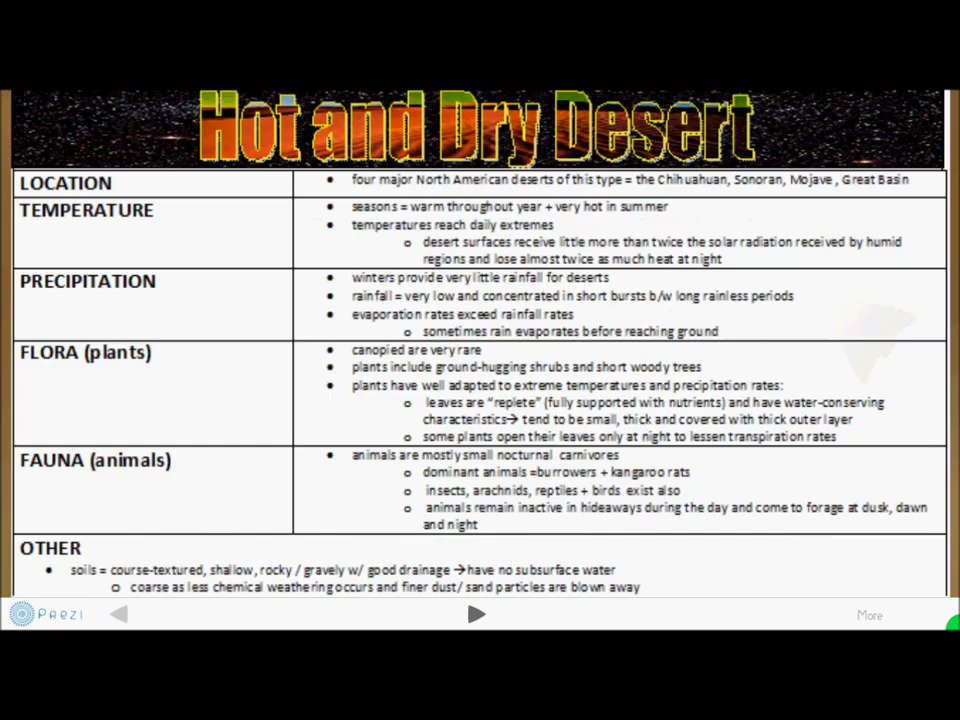 Hot and Dry Desert
LOCATION
• four major North American deserts of this type = the Chihuahuan, Sonoran, Mojave , Great Basin
TEMPERATURE
• seasons = warm throughout year + very hot in summer
• temperatures reach daily extremes
o desert surfaces receive little more than twice the solar radiation received by humid
regions and lose almost twice as much heat at night
PRECIPITATION
• winters provide very little rainfall for deserts
• rainfall = very low and concentrated in short bursts b/w long rainless periods
• evaporation rates exceed rainfall rates
o sometimes rain evaporates before reaching ground
FLORA (plants)
• canopied are very rare
• plants include ground-hugging shrubs and short woody trees
• plants have well adapted to extreme temperatures and precipitation rates:
o leaves are “replete” (fully supported with nutrients) and have water-conserving
characteristics→ tend to be small, thick and covered with thick outer layer
o some plants open their leaves only at night to lessen transpiration rates
FAUNA (animals)
• animals are mostly small nocturnal carnivores
o dominant animals =burrowers + kangaroo rats
o insects, arachnids, reptiles + birds exist also
o animals remain inactive in hideaways during the day and come to forage at dusk, dawn
and night
OTHER
• soils = course-textured, shallow, rocky / gravely w/ good drainage →have no subsurface water
o coarse as less chemical weathering occurs and finer dust/ sand particles are blown away
Prezi
More